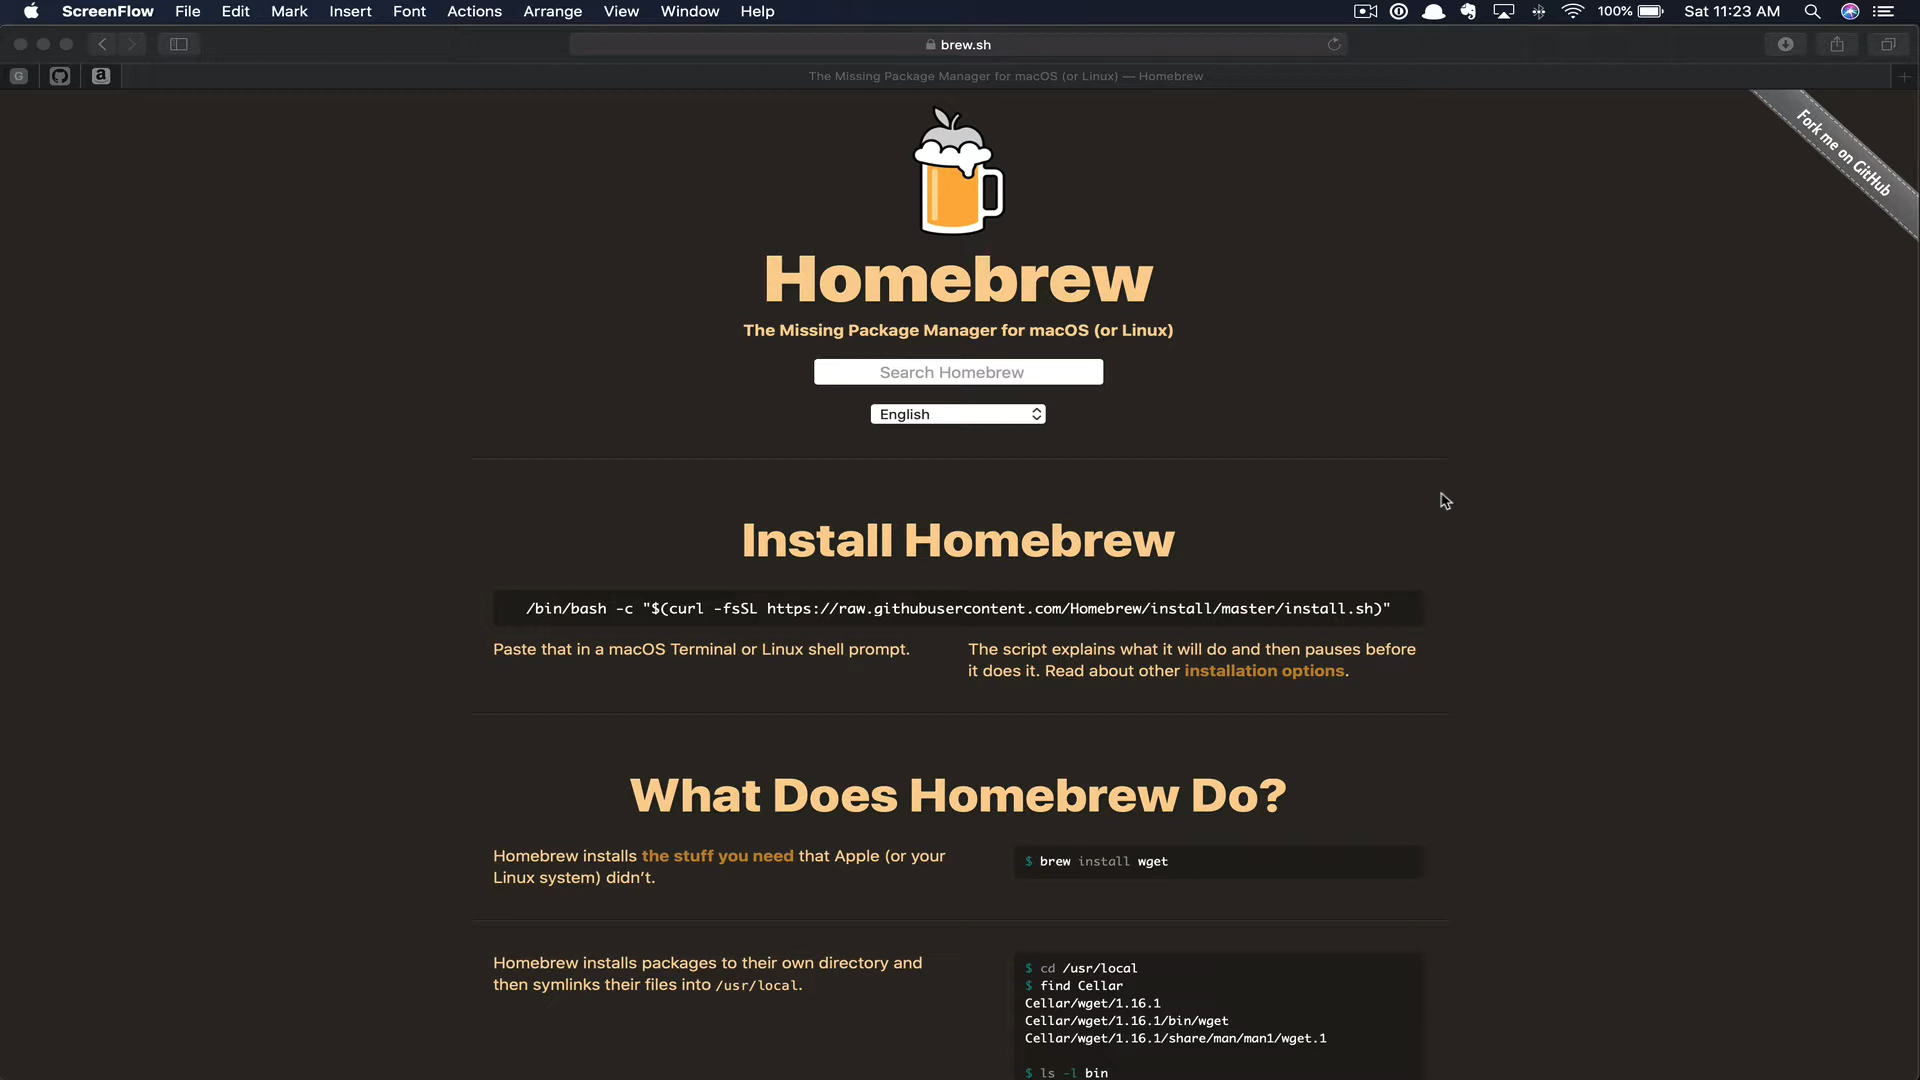 ScreenFlow File Edit Mark Insert Font Actions Arrange View Window Help 100% Sat 11:23 AM
brew.sh
G a The Missing Package Manager for macOS (or Linux) — Homebrew
Fork me on GitHub
Homebrew
The Missing Package Manager for macOS (or Linux)
Search Homebrew
English
Install Homebrew
/bin/bash -c "$(curl -fsSL https://raw.githubusercontent.com/Homebrew/install/master/install.sh)"
Paste that in a macOS Terminal or Linux shell prompt.
The script explains what it will do and then pauses before
it does it. Read about other installation options.
What Does Homebrew Do?
Homebrew installs the stuff you need that Apple (or your
Linux system) didn’t.
$ brew install wget
Homebrew installs packages to their own directory and
then symlinks their files into /usr/local.
$ cd /usr/local
$ find Cellar
Cellar/wget/1.16.1
Cellar/wget/1.16.1/bin/wget
Cellar/wget/1.16.1/share/man/man1/wget.1
$ ls -l bin